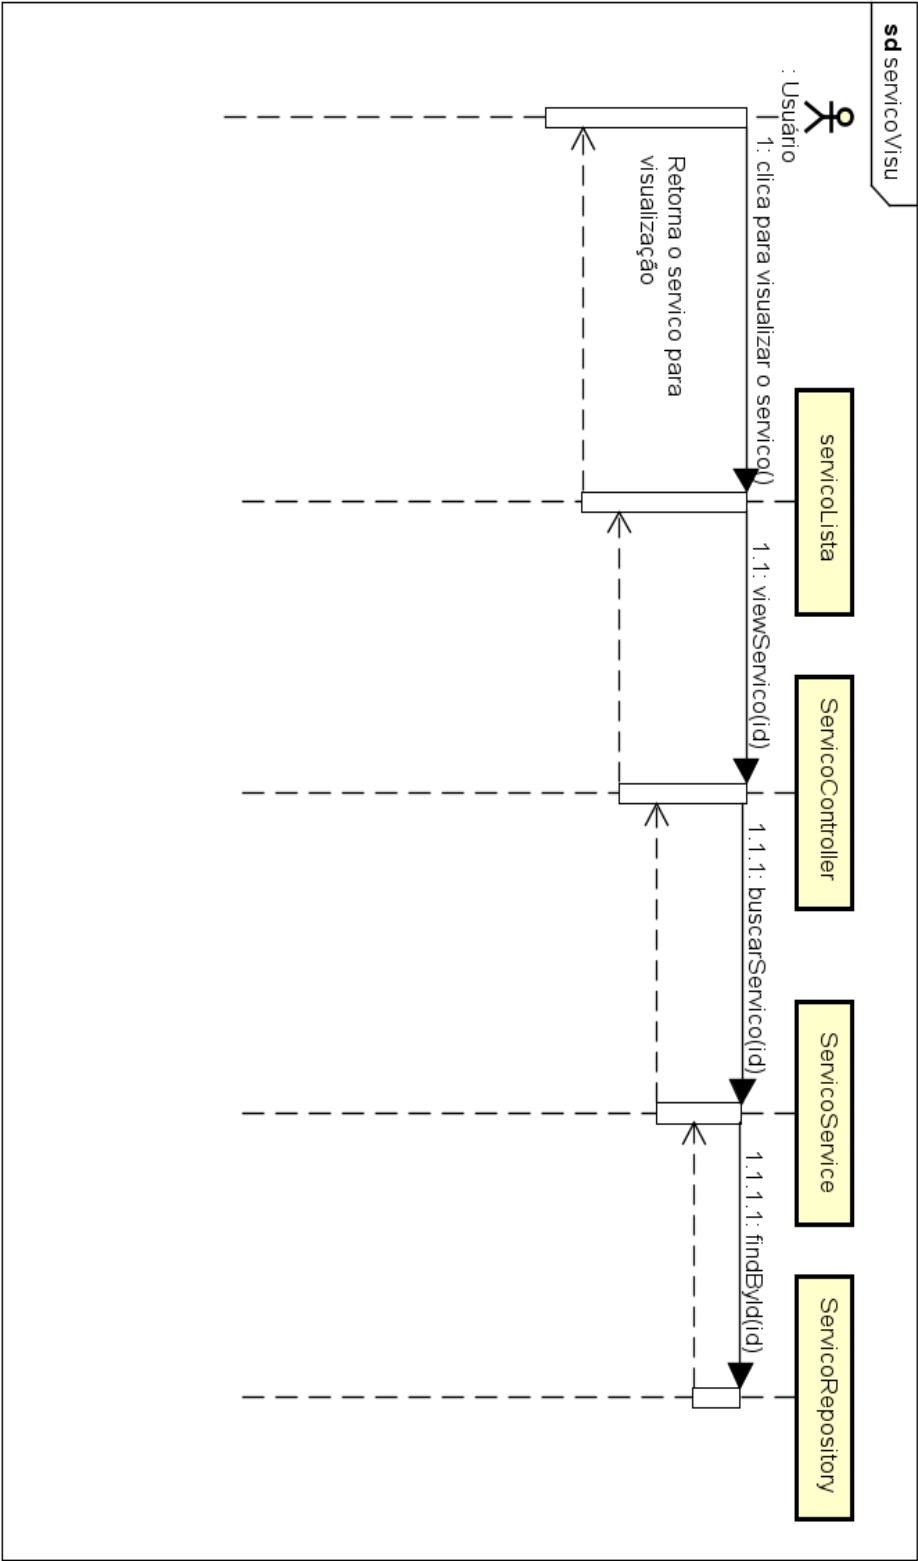 sd servicoVisu
: Usuário
servicoLista
ServicoController
ServicoService
ServicoRepository
1: clica para visualizar o servico()
1.1: viewServico(id)
1.1.1: buscarServico(id)
1.1.1.1: findById(id)
Retorna o servico para
visualização